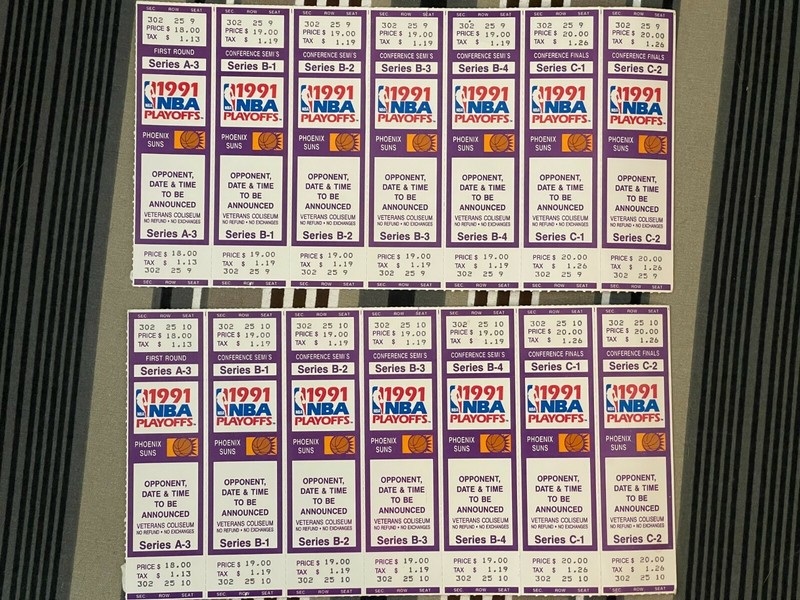 SEC. ROW SEAT
302 25 9
PRICE $ 18.00
TAX $ 1.13
FIRST ROUND
Series A-3
1991
NBA
PLAYOFFS
PHOENIX
SUNS
OPPONENT,
DATE & TIME
TO BE
ANNOUNCED
VETERANS COLISEUM
NO REFUND • NO EXCHANGES
Series A-3
PRICE $ 18.00
TAX $ 1.13
302 25 9
SEC. ROW SEAT
SEC. ROW SEAT
302 25 9
PRICE $ 19.00
TAX $ 1.19
CONFERENCE SEMI'S
Series B-1
1991
NBA
PLAYOFFS
PHOENIX
SUNS
OPPONENT,
DATE & TIME
TO BE
ANNOUNCED
VETERANS COLISEUM
NO REFUND • NO EXCHANGES
Series B-1
PRICE $ 19.00
TAX $ 1.19
302 25 9
SEC. ROW SEAT
SEC. ROW SEAT
302 25 9
PRICE $ 19.00
TAX $ 1.19
CONFERENCE SEMI'S
Series B-2
1991
NBA
PLAYOFFS
PHOENIX
SUNS
OPPONENT,
DATE & TIME
TO BE
ANNOUNCED
VETERANS COLISEUM
NO REFUND • NO EXCHANGES
Series B-2
PRICE $ 19.00
TAX $ 1.19
302 25 9
SEC. ROW SEAT
SEC. ROW SEAT
302 25 9
PRICE $ 19.00
TAX $ 1.19
CONFERENCE SEMI'S
Series B-3
1991
NBA
PLAYOFFS
PHOENIX
SUNS
OPPONENT,
DATE & TIME
TO BE
ANNOUNCED
VETERANS COLISEUM
NO REFUND • NO EXCHANGES
Series B-3
PRICE $ 19.00
TAX $ 1.19
302 25 9
SEC. ROW SEAT
SEC. ROW SEAT
302 25 9
PRICE $ 19.00
TAX $ 1.19
CONFERENCE SEMI'S
Series B-4
1991
NBA
PLAYOFFS
PHOENIX
SUNS
OPPONENT,
DATE & TIME
TO BE
ANNOUNCED
VETERANS COLISEUM
NO REFUND • NO EXCHANGES
Series B-4
PRICE $ 19.00
TAX $ 1.19
302 25 9
SEC. ROW SEAT
SEC. ROW SEAT
302 25 9
PRICE $ 20.00
TAX $ 1.26
CONFERENCE FINALS
Series C-1
1991
NBA
PLAYOFFS
PHOENIX
SUNS
OPPONENT,
DATE & TIME
TO BE
ANNOUNCED
VETERANS COLISEUM
NO REFUND • NO EXCHANGES
Series C-1
PRICE $ 20.00
TAX $ 1.26
302 25 9
SEC. ROW SEAT
SEC. ROW SEAT
302 25 9
PRICE $ 20.00
TAX $ 1.26
CONFERENCE FINALS
Series C-2
1991
NBA
PLAYOFFS
PHOENIX
SUNS
OPPONENT,
DATE & TIME
TO BE
ANNOUNCED
VETERANS COLISEUM
NO REFUND • NO EXCHANGES
Series C-2
PRICE $ 20.00
TAX $ 1.26
302 25 9
SEC. ROW SEAT
SEC. ROW SEAT
302 25 10
PRICE $ 18.00
TAX $ 1.13
FIRST ROUND
Series A-3
1991
NBA
PLAYOFFS
PHOENIX
SUNS
OPPONENT,
DATE & TIME
TO BE
ANNOUNCED
VETERANS COLISEUM
NO REFUND • NO EXCHANGES
Series A-3
PRICE $ 18.00
TAX $ 1.13
302 25 10
SEC. ROW SEAT
SEC. ROW SEAT
302 25 10
PRICE $ 19.00
TAX $ 1.19
CONFERENCE SEMI'S
Series B-1
1991
NBA
PLAYOFFS
PHOENIX
SUNS
OPPONENT,
DATE & TIME
TO BE
ANNOUNCED
VETERANS COLISEUM
NO REFUND • NO EXCHANGES
Series B-1
PRICE $ 19.00
TAX $ 1.19
302 25 10
SEC. ROW SEAT
SEC. ROW SEAT
302 25 10
PRICE $ 19.00
TAX $ 1.19
CONFERENCE SEMI'S
Series B-2
1991
NBA
PLAYOFFS
PHOENIX
SUNS
OPPONENT,
DATE & TIME
TO BE
ANNOUNCED
VETERANS COLISEUM
NO REFUND • NO EXCHANGES
Series B-2
PRICE $ 19.00
TAX $ 1.19
302 25 10
SEC. ROW SEAT
SEC. ROW SEAT
302 25 10
PRICE $ 19.00
TAX $ 1.19
CONFERENCE SEMI'S
Series B-3
1991
NBA
PLAYOFFS
PHOENIX
SUNS
OPPONENT,
DATE & TIME
TO BE
ANNOUNCED
VETERANS COLISEUM
NO REFUND • NO EXCHANGES
Series B-3
PRICE $ 19.00
TAX $ 1.19
302 25 10
SEC. ROW SEAT
SEC. ROW SEAT
302 25 10
PRICE $ 19.00
TAX $ 1.19
CONFERENCE SEMI'S
Series B-4
1991
NBA
PLAYOFFS
PHOENIX
SUNS
OPPONENT,
DATE & TIME
TO BE
ANNOUNCED
VETERANS COLISEUM
NO REFUND • NO EXCHANGES
Series B-4
PRICE $ 19.00
TAX $ 1.19
302 25 10
SEC. ROW SEAT
SEC. ROW SEAT
302 25 10
PRICE $ 20.00
TAX $ 1.26
CONFERENCE FINALS
Series C-1
1991
NBA
PLAYOFFS
PHOENIX
SUNS
OPPONENT,
DATE & TIME
TO BE
ANNOUNCED
VETERANS COLISEUM
NO REFUND • NO EXCHANGES
Series C-1
PRICE $ 20.00
TAX $ 1.26
302 25 10
SEC. ROW SEAT
SEC. ROW SEAT
302 25 10
PRICE $ 20.00
TAX $ 1.26
CONFERENCE FINALS
Series C-2
1991
NBA
PLAYOFFS
PHOENIX
SUNS
OPPONENT,
DATE & TIME
TO BE
ANNOUNCED
VETERANS COLISEUM
NO REFUND • NO EXCHANGES
Series C-2
PRICE $ 20.00
TAX $ 1.26
302 25 10
SEC. ROW SEAT